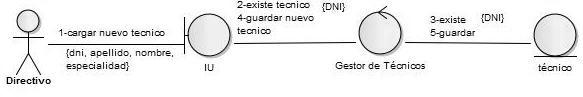 1-cargar nuevo tecnico
{dni, apellido, nombre,
especialidad}
Directivo
IU
2-existe tecnico {DNI}
4-guardar nuevo
tecnico
Gestor de Técnicos
3-existe {DNI}
5-guardar
técnico